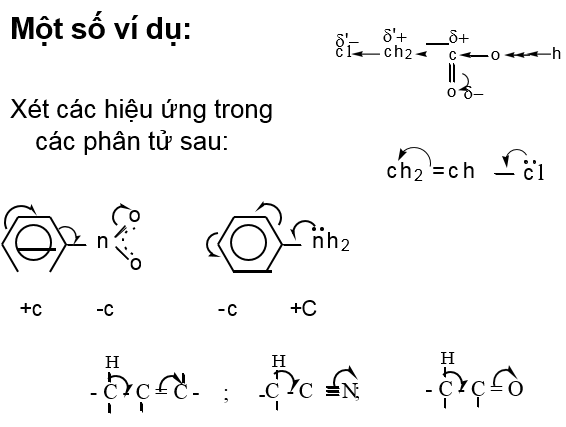 Một số ví dụ:
δ'– δ'+ δ+
cl ch2 c o h
o δ–
Xét các hiệu ứng trong
các phân tử sau:
ch2 =ch — cl
n o o
nh2
+c -c -c +C
H H H
- C - C = C - ; -C - C ≡N; - C - C = O